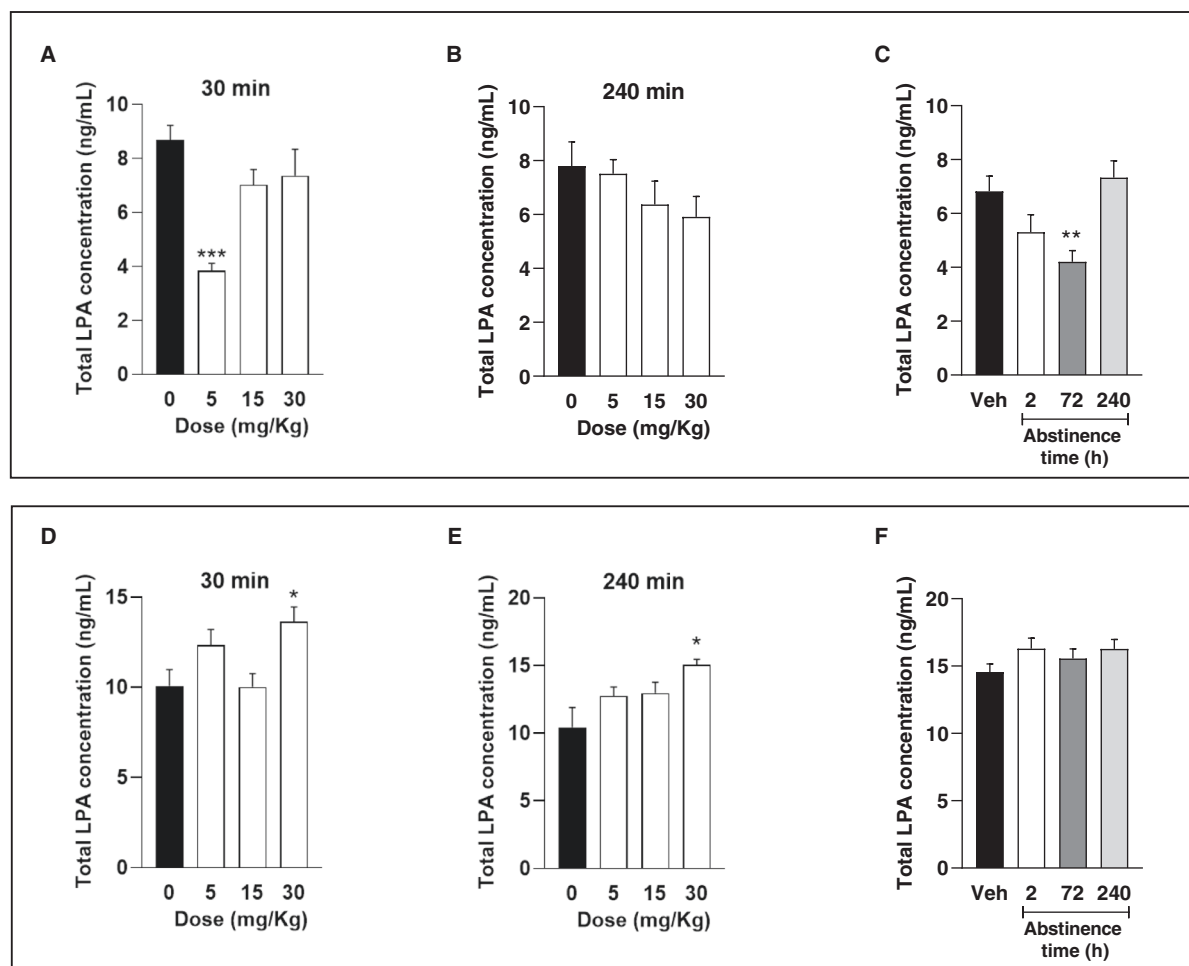 A
30 min
Total LPA concentration (ng/mL)
10
8
6
4
2
0
***
0 5 15 30
Dose (mg/Kg)
B
240 min
Total LPA concentration (ng/mL)
10
8
6
4
2
0
0 5 15 30
Dose (mg/Kg)
C
Total LPA concentration (ng/mL)
10
8
6
4
2
0
**
Veh 2 72 240
Abstinence
time (h)
D
30 min
Total LPA concentration (ng/mL)
15
10
5
0
*
0 5 15 30
Dose (mg/Kg)
E
240 min
Total LPA concentration (ng/mL)
20
15
10
5
0
*
0 5 15 30
Dose (mg/Kg)
F
Total LPA concentration (ng/mL)
20
15
10
5
0
Veh 2 72 240
Abstinence
time (h)